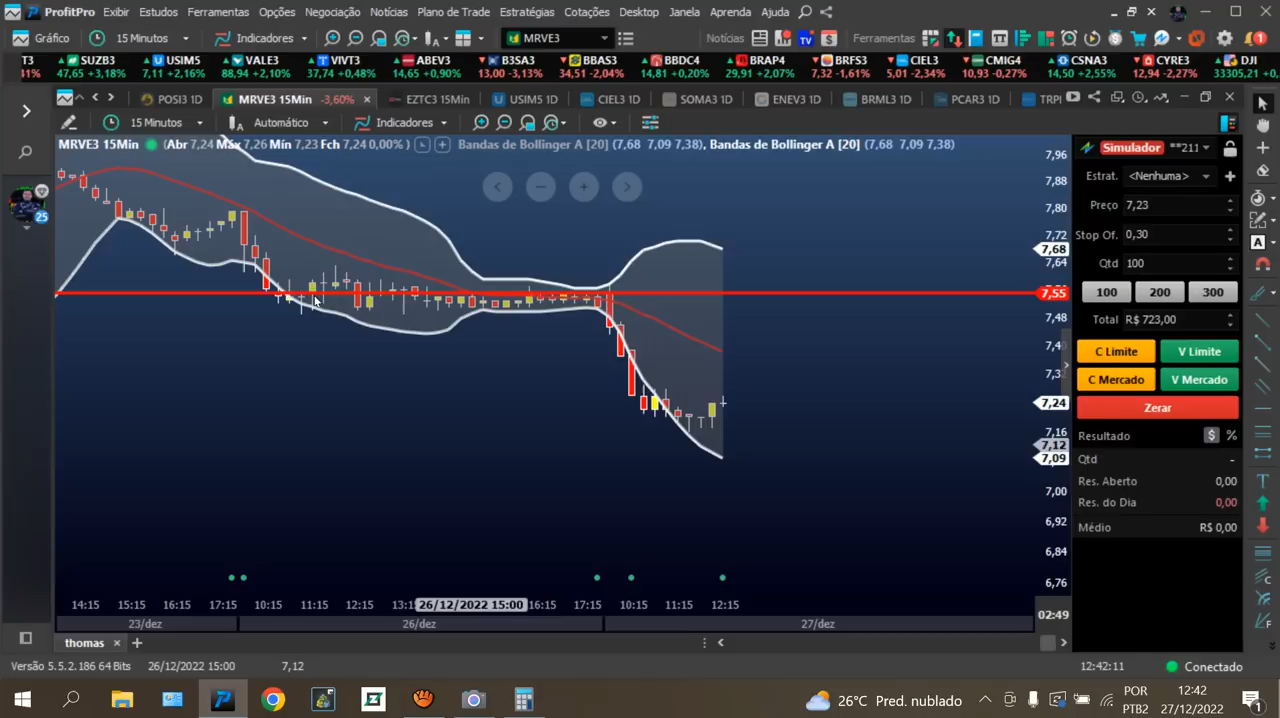 ProfitPro Exibir Estudos Ferramentas Opções Negociação Notícias Plano de Trade Estratégias Cotações Desktop Janela Aprenda Ajuda
Gráfico 15 Minutos Indicadores MRVE3 Notícias TV $ Ferramentas
T3 SUZB3 USIM5 VALE3 VIVT3 ABEV3 B3SA3 BBAS3 BBDC4 BRAP4 BRFS3 CIEL3 CMIG4 CSNA3 CYRE3 DJI
41% 47,65 +3,18% 7,11 +2,16% 88,94 +2,10% 37,74 +0,48% 14,65 +0,90% 13,00 -3,13% 34,51 -2,04% 14,81 +0,20% 29,91 +2,07% 7,32 -1,61% 5,01 -2,34% 10,93 -0,27% 14,50 +2,55% 12,94 -2,27% 33305,21
POSI3 1D MRVE3 15Min -3,60% EZTC3 15Min USIM5 1D CIEL3 1D SOMA3 1D ENEV3 1D BRML3 1D PCAR3 1D TRPI
15 Minutos Automático Indicadores
MRVE3 15Min (Abr 7,24 Máx 7,26 Mín 7,23 Fch 7,24 0,00% ) Bandas de Bollinger A [20] (7,68 7,09 7,38), Bandas de Bollinger A [20] (7,68 7,09 7,38)
Simulador **211
Estrat. <Nenhuma>
Preço 7,23
Stop Of. 0,30
Qtd 100
100 200 300
Total R$ 723,00
C Limite V Limite
C Mercado V Mercado
Zerar
Resultado $ %
Qtd -
Res. Aberto 0,00
Res. do Dia 0,00
Médio R$ 0,00
25
7,96
7,88
7,80
7,72
7,68
7,64
7,55
7,48
7,4
7,3
7,24
7,16
7,12
7,09
7,00
6,92
6,84
6,76
14:15 15:15 16:15 17:15 10:15 11:15 12:15 13:1 26/12/2022 15:00 16:15 17:15 10:15 11:15 12:15 02:49
23/dez 26/dez 27/dez
thomas
Versão 5.5.2.186 64 Bits 26/12/2022 15:00 7,12 12:42:11 Conectado
26°C Pred. nublado POR 12:42
PTB2 27/12/2022 1